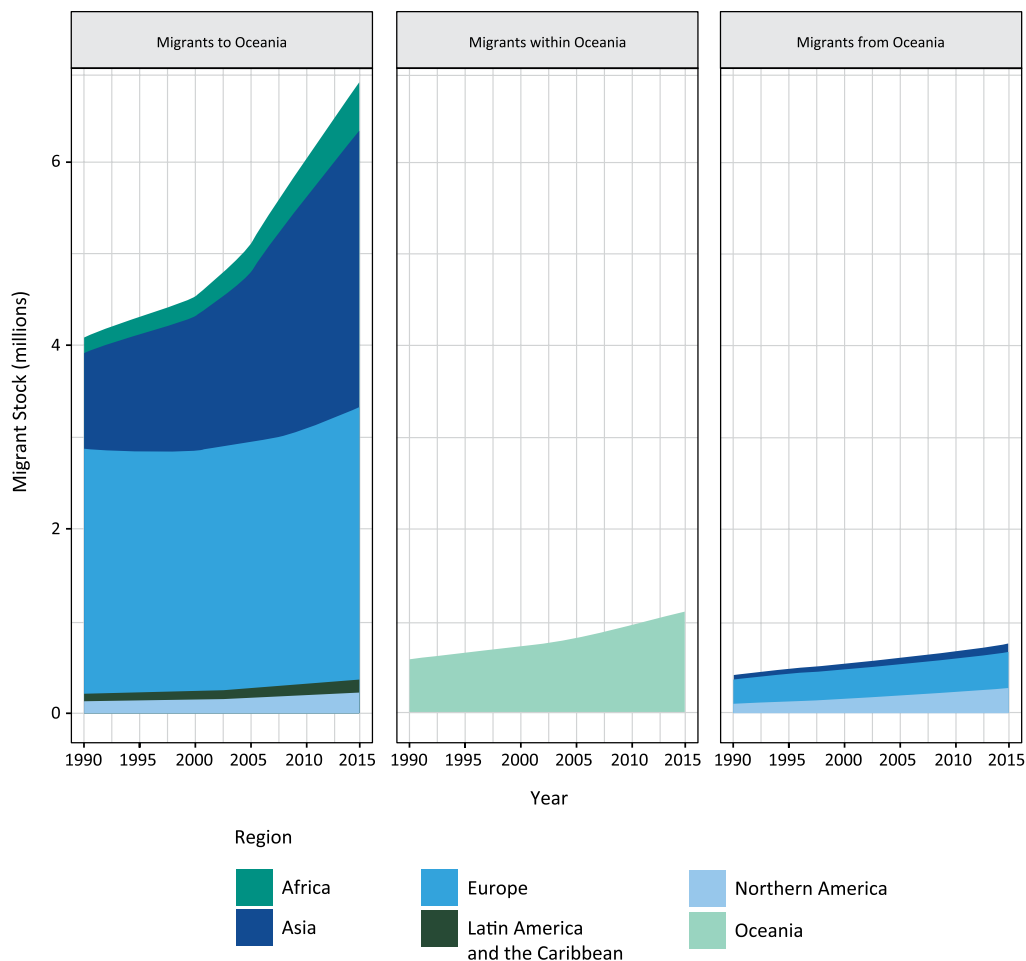 Migrants to Oceania
Migrants within Oceania
Migrants from Oceania
Migrant Stock (millions)
6
4
2
0
1990 1995 2000 2005 2010 2015
1990 1995 2000 2005 2010 2015
1990 1995 2000 2005 2010 2015
Year
Region
Africa
Asia
Europe
Latin America
and the Caribbean
Northern America
Oceania